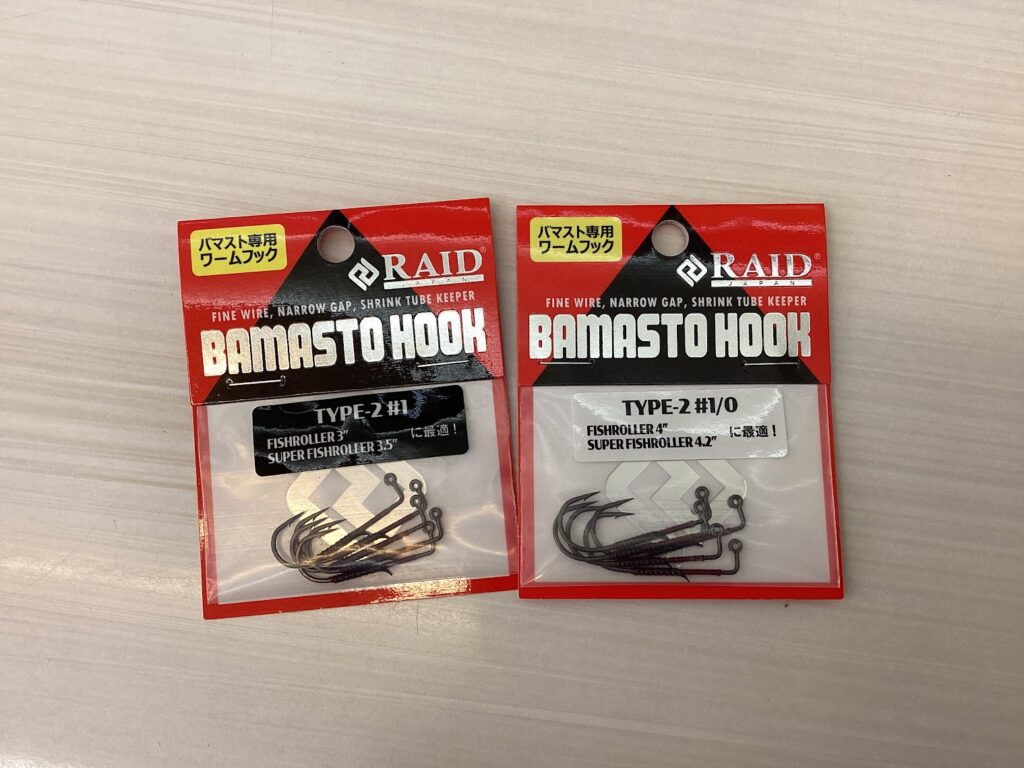 バマスト専用
ワームフック
RAID®
JAPAN
FINE WIRE, NARROW GAP, SHRINK TUBE KEEPER
BAMASTO HOOK
TYPE-2 #1
FISHROLLER 3"
SUPER FISHROLLER 3.5"
に最適！
バマスト専用
ワームフック
RAID®
JAPAN
FINE WIRE, NARROW GAP, SHRINK TUBE KEEPER
BAMASTO HOOK
TYPE-2 #1/0
FISHROLLER 4"
SUPER FISHROLLER 4.2"
に最適！